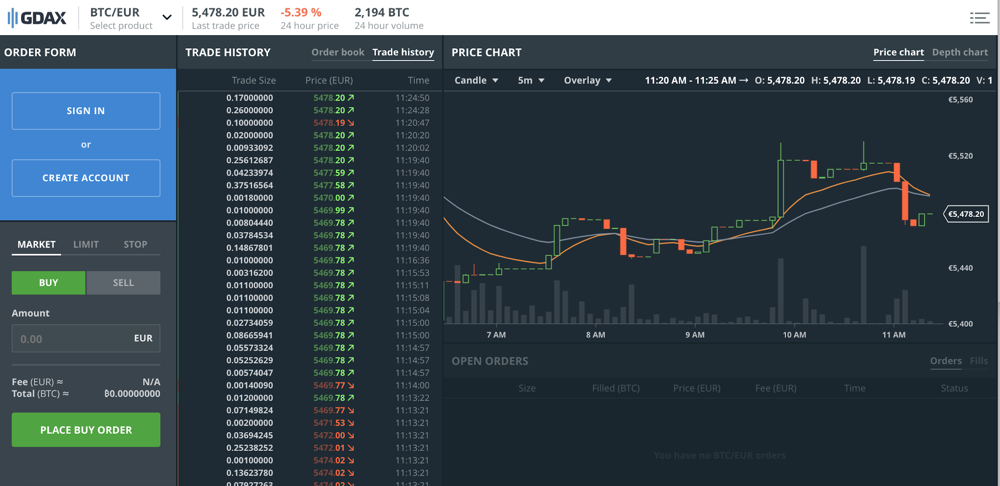 GDAX
BTC/EUR
Select product
5,478.20 EUR
Last trade price
-5.39 %
24 hour price
2,194 BTC
24 hour volume
ORDER FORM
SIGN IN
or
CREATE ACCOUNT
MARKET LIMIT STOP
BUY SELL
Amount
0.00 EUR
Fee (EUR) ≈ N/A
Total (BTC) ≈ ₿0.00000000
PLACE BUY ORDER
TRADE HISTORY Order book Trade history
Trade Size Price (EUR) Time
0.17000000 5478.20 ↗ 11:24:50
0.26000000 5478.20 ↗ 11:24:28
0.10000000 5478.19 ↘ 11:20:47
0.02000000 5478.20 ↗ 11:20:20
0.00933092 5478.20 ↗ 11:20:02
0.25612687 5478.20 ↗ 11:19:40
0.04233974 5477.59 ↗ 11:19:40
0.37516564 5477.58 ↗ 11:19:40
0.00180000 5470.00 ↗ 11:19:40
0.01000000 5469.99 ↗ 11:19:40
0.00804440 5469.78 ↗ 11:19:40
0.03784534 5469.78 ↗ 11:19:40
0.14867801 5469.78 ↗ 11:19:40
0.01000000 5469.78 ↗ 11:16:36
0.00316200 5469.78 ↗ 11:15:53
0.01100000 5469.78 ↗ 11:15:11
0.01100000 5469.78 ↗ 11:15:08
0.01100000 5469.78 ↗ 11:15:04
0.02734059 5469.78 ↗ 11:15:00
0.08665941 5469.78 ↗ 11:15:00
0.05573324 5469.78 ↗ 11:14:57
0.05252629 5469.78 ↗ 11:14:57
0.00574047 5469.78 ↗ 11:14:57
0.00140090 5469.77 ↘ 11:14:00
0.01200000 5469.78 ↗ 11:13:22
0.07149824 5469.77 ↘ 11:13:21
0.00200000 5471.53 ↘ 11:13:21
0.03694245 5472.00 ↘ 11:13:21
0.25238252 5472.01 ↘ 11:13:21
0.00100000 5474.02 ↘ 11:13:21
0.13623780 5474.02 ↘ 11:13:21
0.07927263 5474.02 ↘ 11:13:21
PRICE CHART Price chart Depth chart
Candle 5m Overlay 11:20 AM - 11:25 AM → O: 5,478.20 H: 5,478.20 L: 5,478.19 C: 5,478.20 V: 1
€5,560
€5,520
€5,478.20
€5,440
€5,400
7 AM 8 AM 9 AM 10 AM 11 AM
OPEN ORDERS Orders Fills
Size Filled (BTC) Price (EUR) Fee (EUR) Time Status
You have no BTC/EUR orders